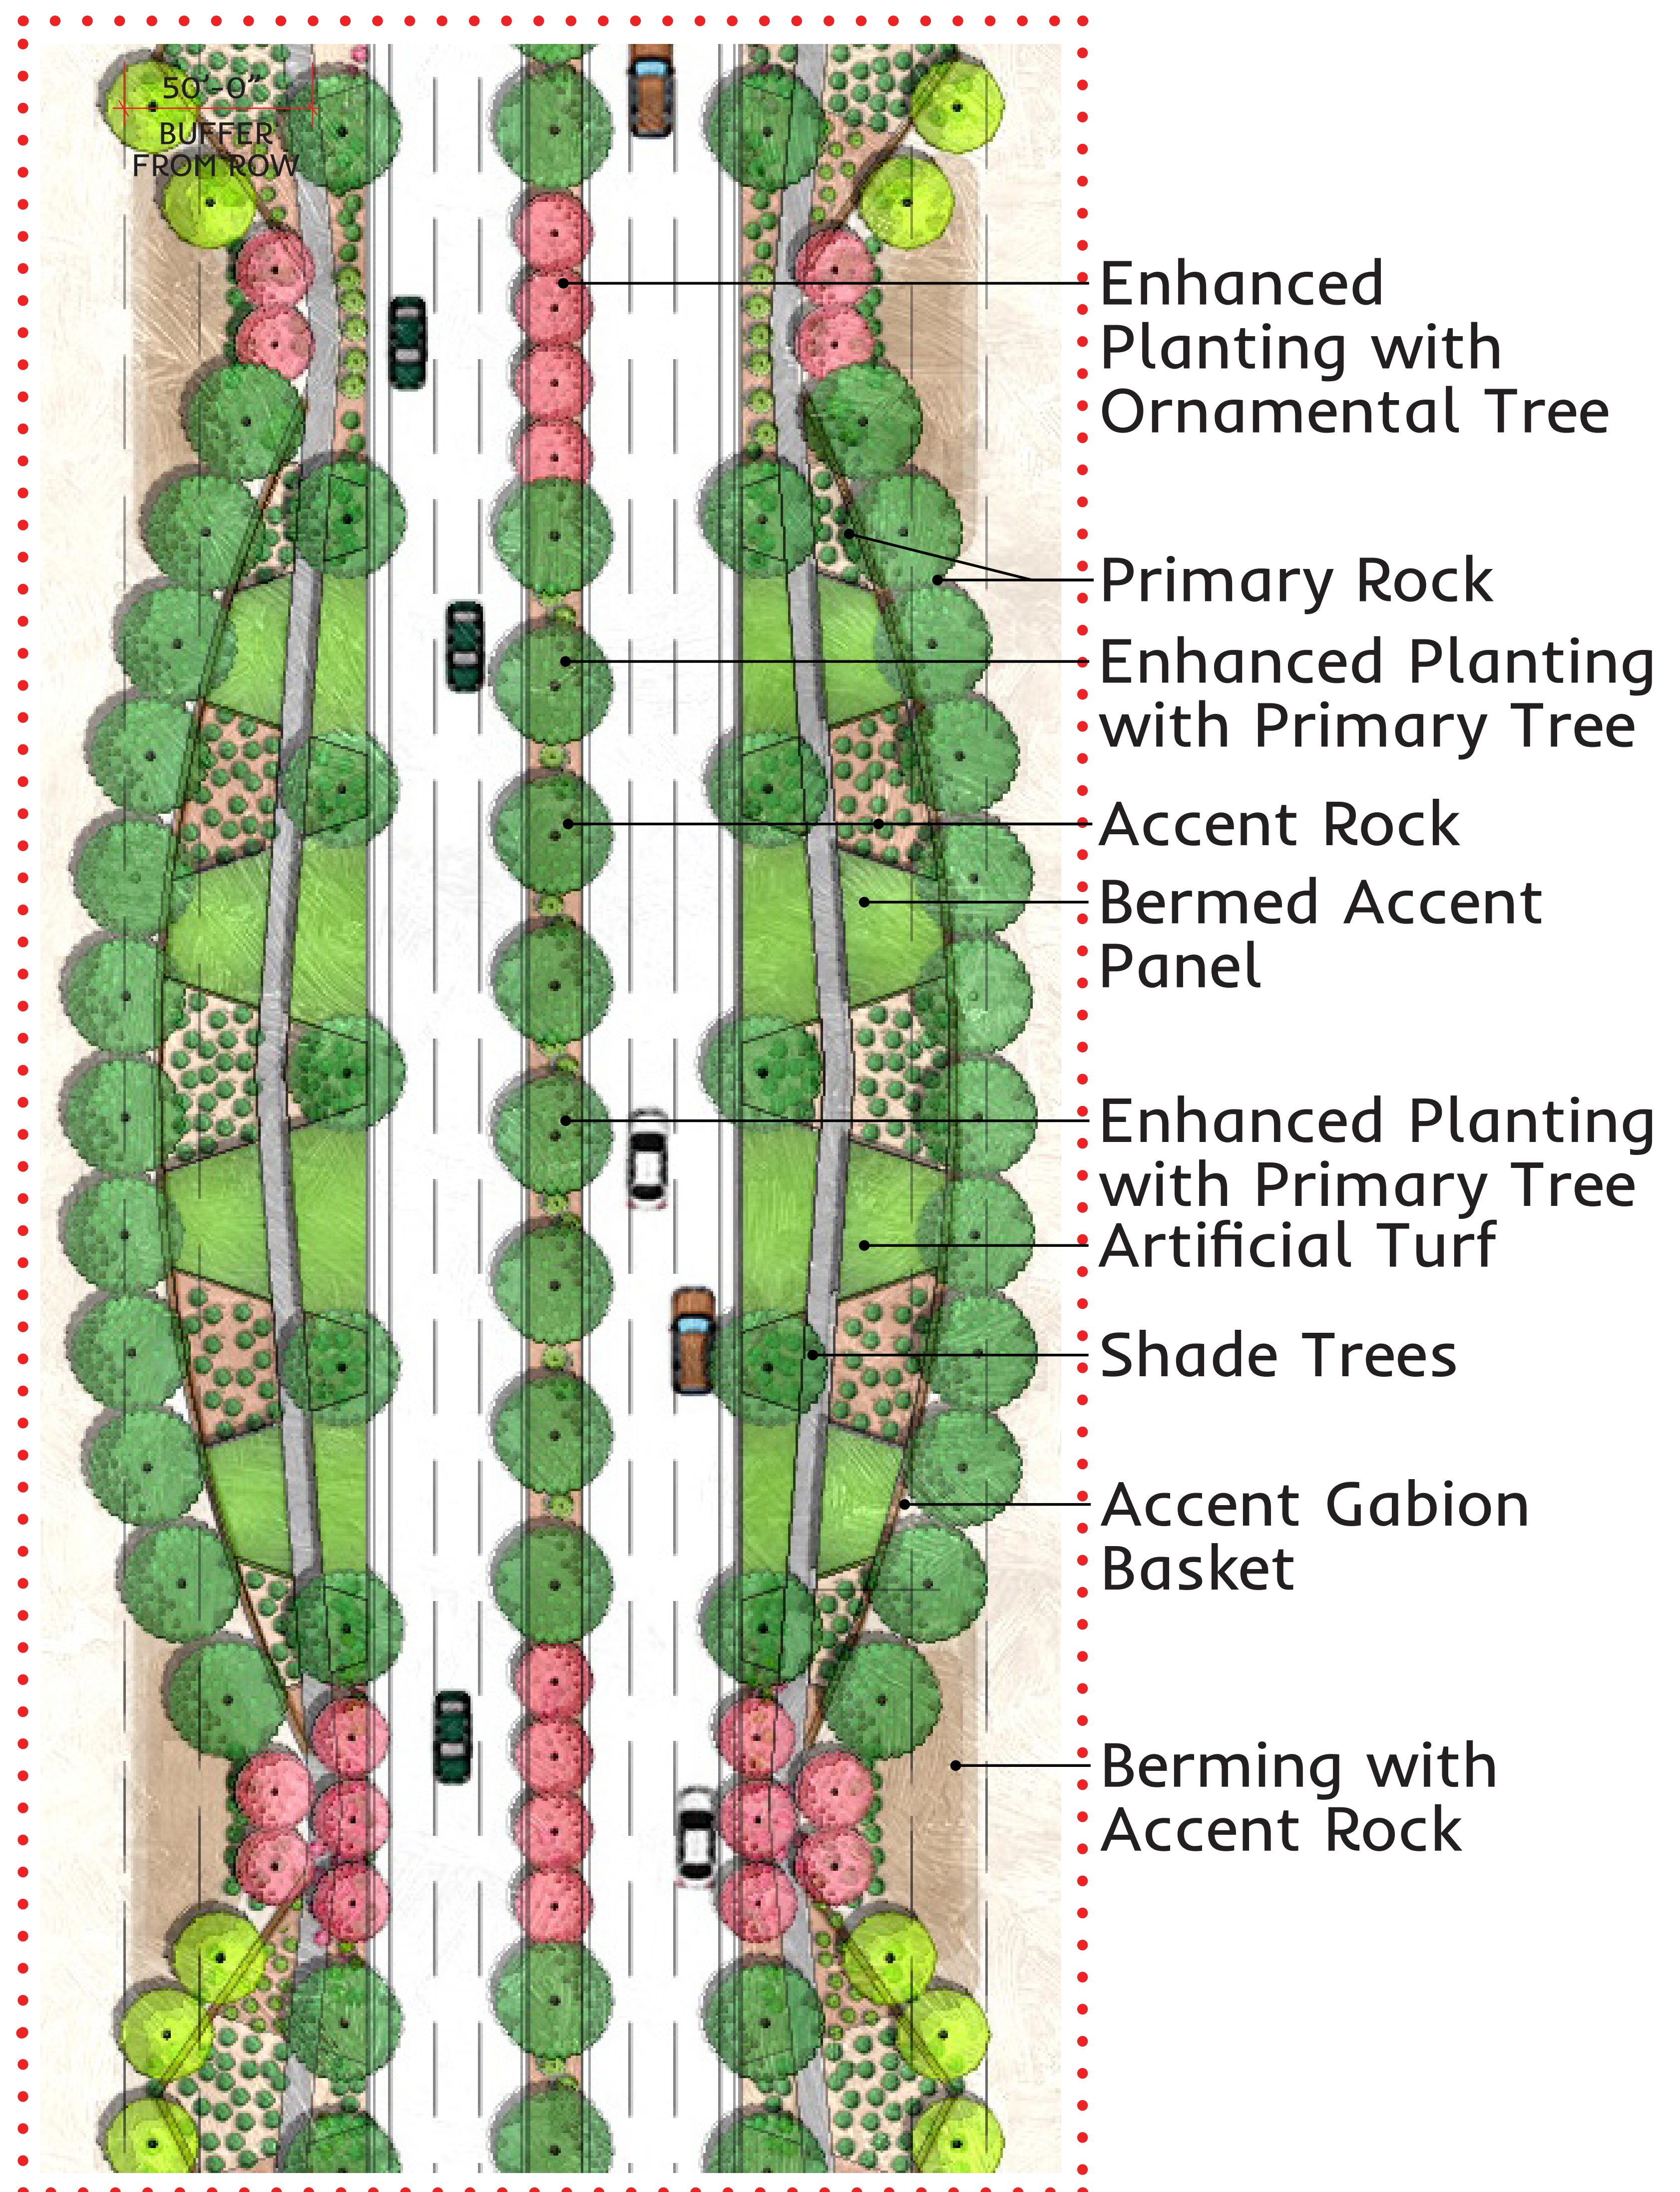 50'-0"
BUFFER
FROM ROW
Enhanced
Planting with
Ornamental Tree
Primary Rock
Enhanced Planting
with Primary Tree
Accent Rock
Bermed Accent
Panel
Enhanced Planting
with Primary Tree
Artificial Turf
Shade Trees
Accent Gabion
Basket
Berming with
Accent Rock